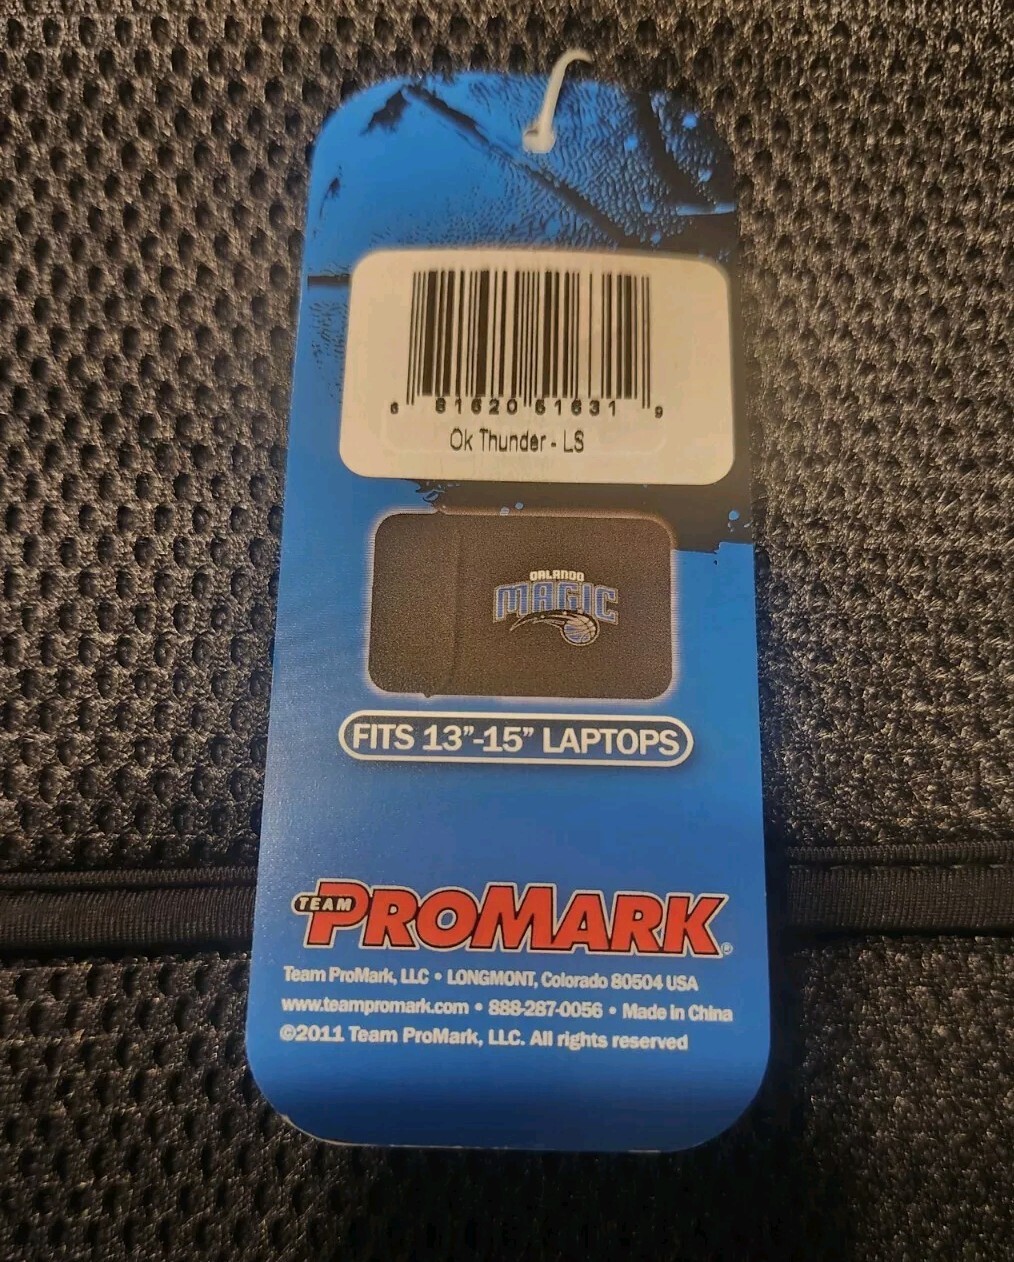 6 81620 61631 9
Ok Thunder - LS
ORLANDO
MAGIC
FITS 13”-15” LAPTOPS
TEAM PROMARK®
Team ProMark, LLC • LONGMONT, Colorado 80504 USA
www.teampromark.com • 888-287-0056 • Made in China
©2011 Team ProMark, LLC. All rights reserved